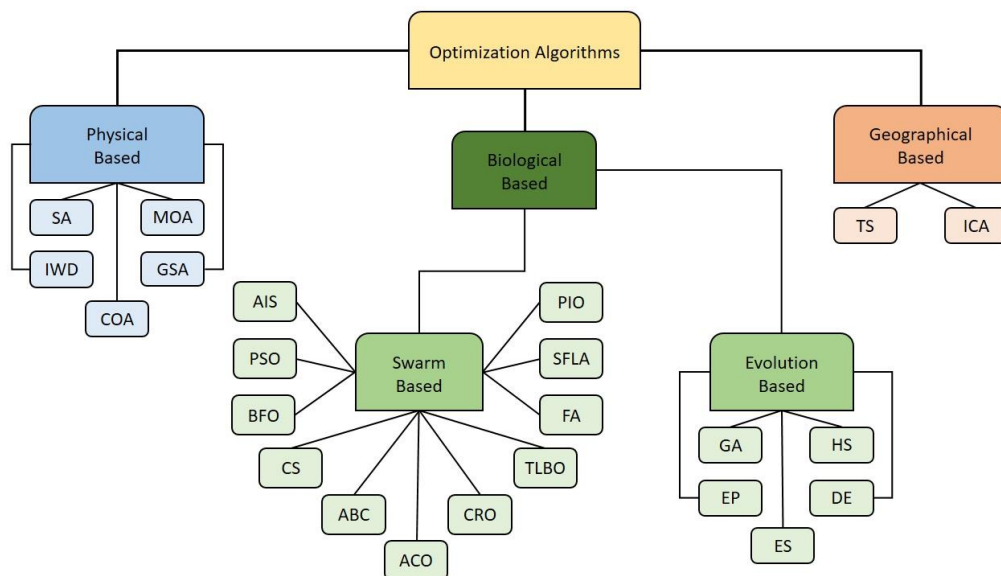 Optimization Algorithms
Physical
Based
Biological
Based
Geographical
Based
SA
MOA
IWD
GSA
COA
TS
ICA
AIS
PIO
PSO
SFLA
BFO
FA
Swarm
Based
CS
TLBO
ABC
CRO
ACO
Evolution
Based
GA
HS
EP
DE
ES